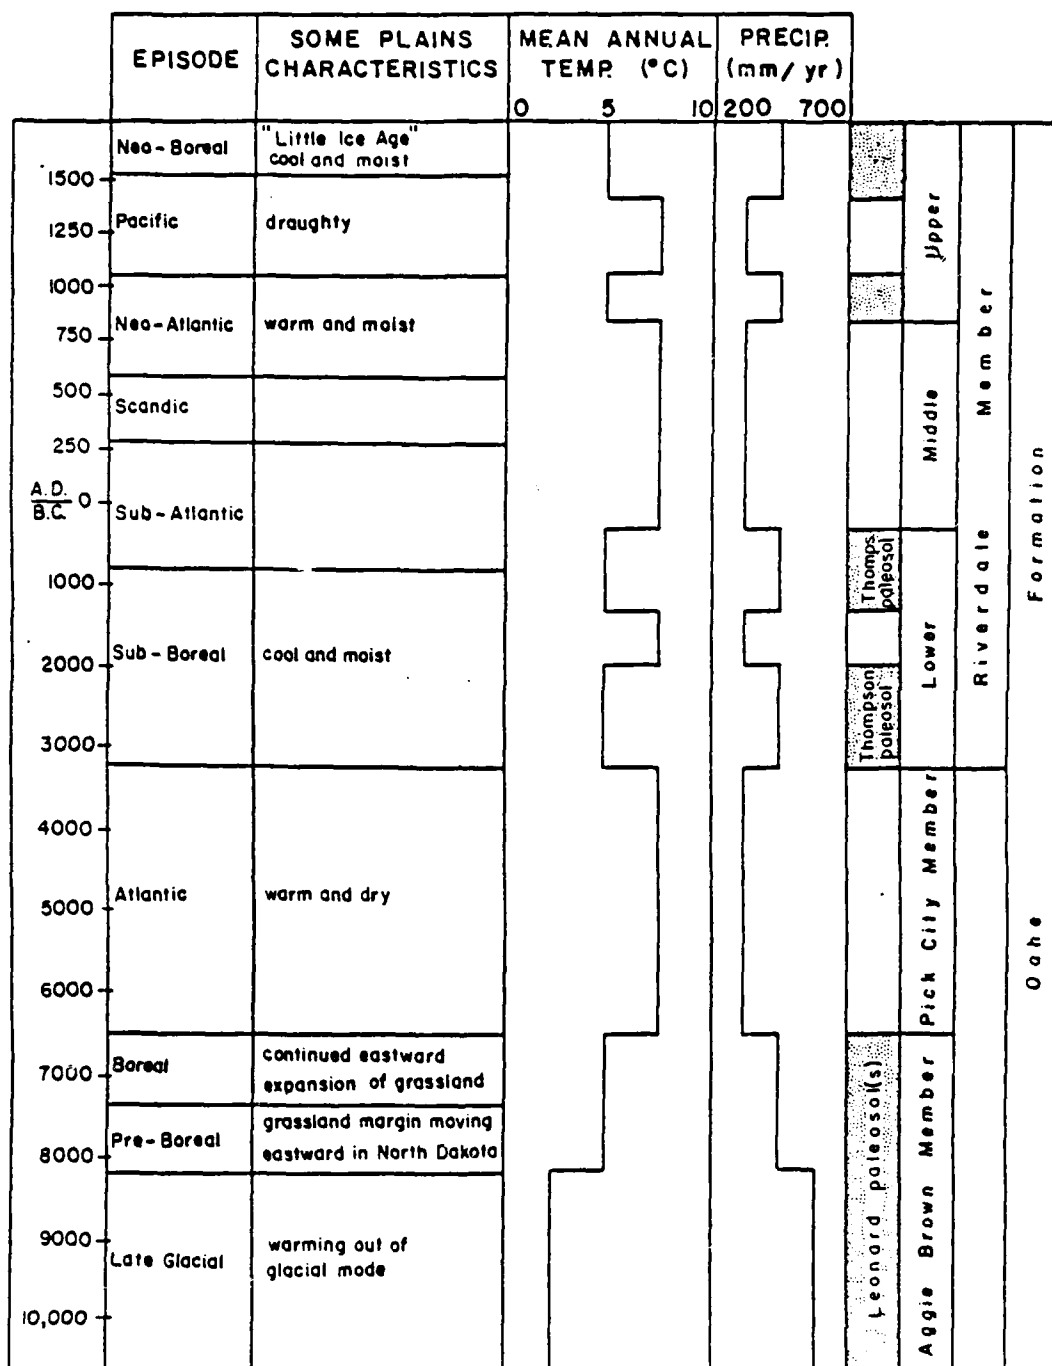 EPISODE
SOME PLAINS
CHARACTERISTICS
MEAN ANNUAL
TEMP. (°C)
PRECIP.
(mm/yr)
0 5 10
200 700
Neo-Boreal
"Little Ice Age"
cool and moist
1500
Pacific
draughty
1250
1000
Neo-Atlantic
warm and moist
750
500
Scandic
250
A.D.
B.C. 0
Sub-Atlantic
1000
Sub-Boreal
cool and moist
2000
3000
4000
Atlantic
warm and dry
5000
6000
Boreal
continued eastward
expansion of grassland
7000
Pre-Boreal
grassland margin moving
eastward in North Dakota
8000
9000
Late Glacial
warming out of
glacial mode
10,000
Thomps.
paleosol
Thompson
paleosol
Leonard paleosol(s)
Upper
Middle
Lower
Pick City Member
Aggie Brown Member
Riverdale Member
Oahe Formation